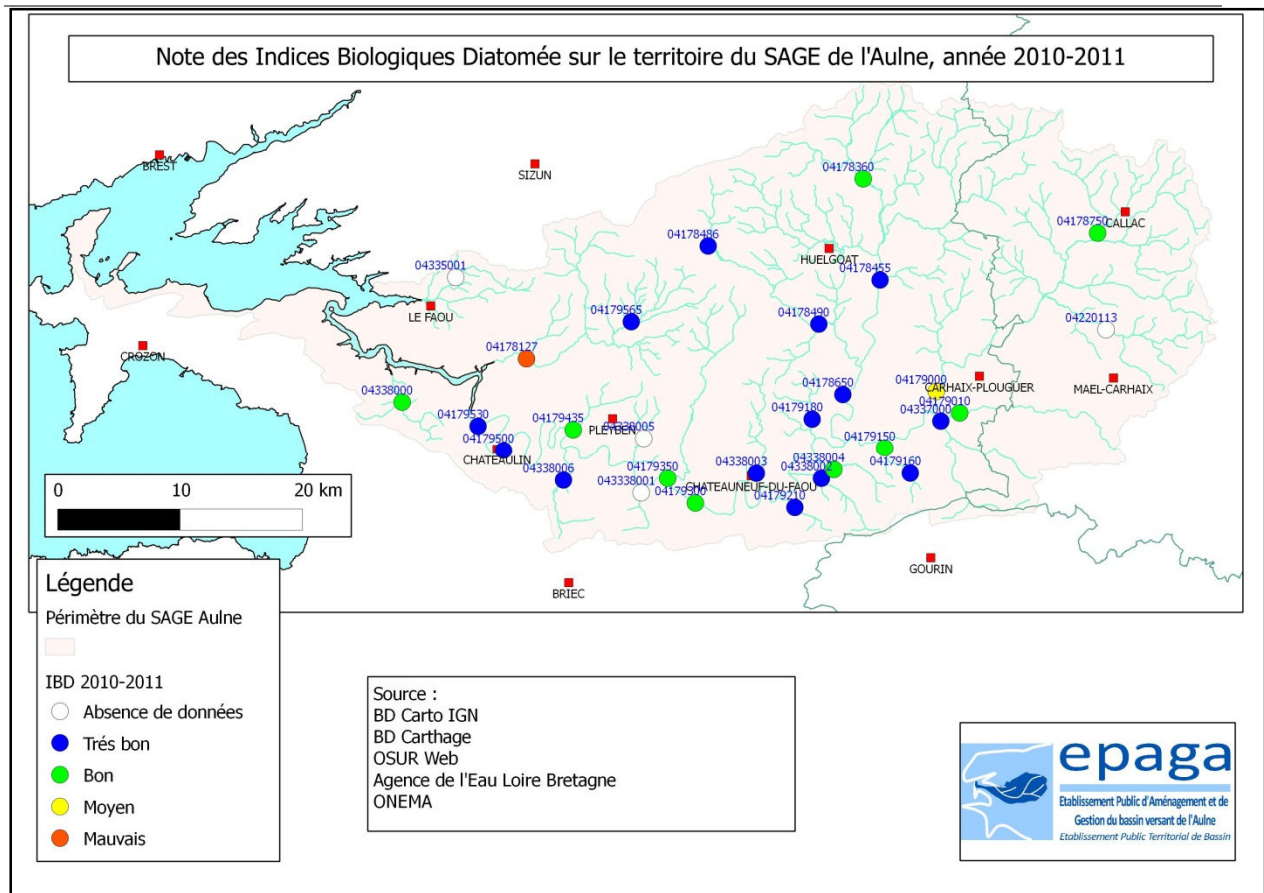 Note des Indices Biologiques Diatomée sur le territoire du SAGE de l'Aulne, année 2010-2011
BREST
SIZUN
04178360
CALLAC
04178750
04178486
HUELGOAT
04178455
04335001
LE FAOU
04179565
04178490
04220113
CROZON
04178127
04179000
CARHAIX-PLOUGUER
MAEL-CARHAIX
04338000
04178650
04179010
04337000
04179530
04179435
PLEYBEN
04338005
04179180
04179500
CHATEAULIN
04179150
04338006
04179350
04338003
04338004
04338002
04179160
043338001
04179300
CHATEAUNEUF-DU-FAOU
04179210
0 10 20 km
GOURIN
BRIEC
Légende
Périmètre du SAGE Aulne
IBD 2010-2011
Absence de données
Trés bon
Bon
Moyen
Mauvais
Source :
BD Carto IGN
BD Carthage
OSUR Web
Agence de l'Eau Loire Bretagne
ONEMA
epaga
Etablissement Public d'Aménagement et de
Gestion du bassin versant de l'Aulne
Etablissement Public Territorial de Bassin